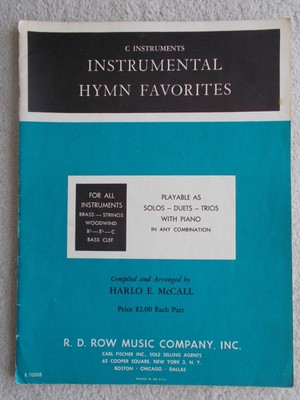 C INSTRUMENTS
INSTRUMENTAL
HYMN FAVORITES
FOR ALL
INSTRUMENTS
BRASS — STRINGS
WOODWIND
B♭ — E♭ — C
BASS CLEF
PLAYABLE AS
SOLOS — DUETS — TRIOS
WITH PIANO
IN ANY COMBINATION
Compiled and Arranged by
HARLO E. McCALL
Price $2.00 Each Part
R. D. ROW MUSIC COMPANY, INC.
CARL FISCHER INC., SOLE SELLING AGENTS
62 COOPER SQUARE, NEW YORK 3, N. Y.
BOSTON · CHICAGO · DALLAS
PRINTED IN U.S.A.